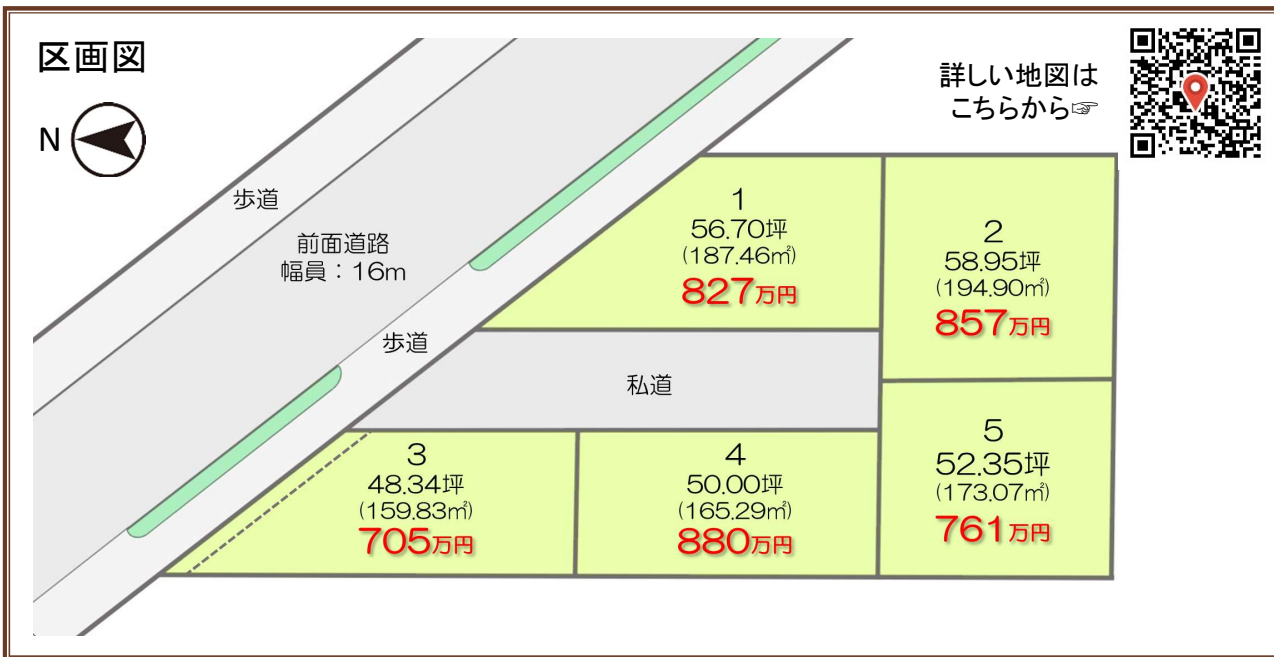 区画図
N
詳しい地図は
こちらから☞
歩道
前面道路
幅員：16m
歩道
私道
1
56.70坪
(187.46㎡)
827万円
2
58.95坪
(194.90㎡)
857万円
3
48.34坪
(159.83㎡)
705万円
4
50.00坪
(165.29㎡)
880万円
5
52.35坪
(173.07㎡)
761万円